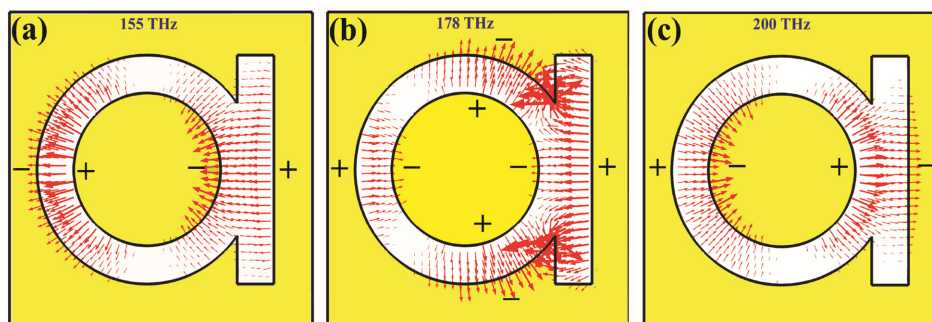 (a) 155 THz
(b) 178 THz
(c) 200 THz
− + − +
− + + − − + + −
+ − + −